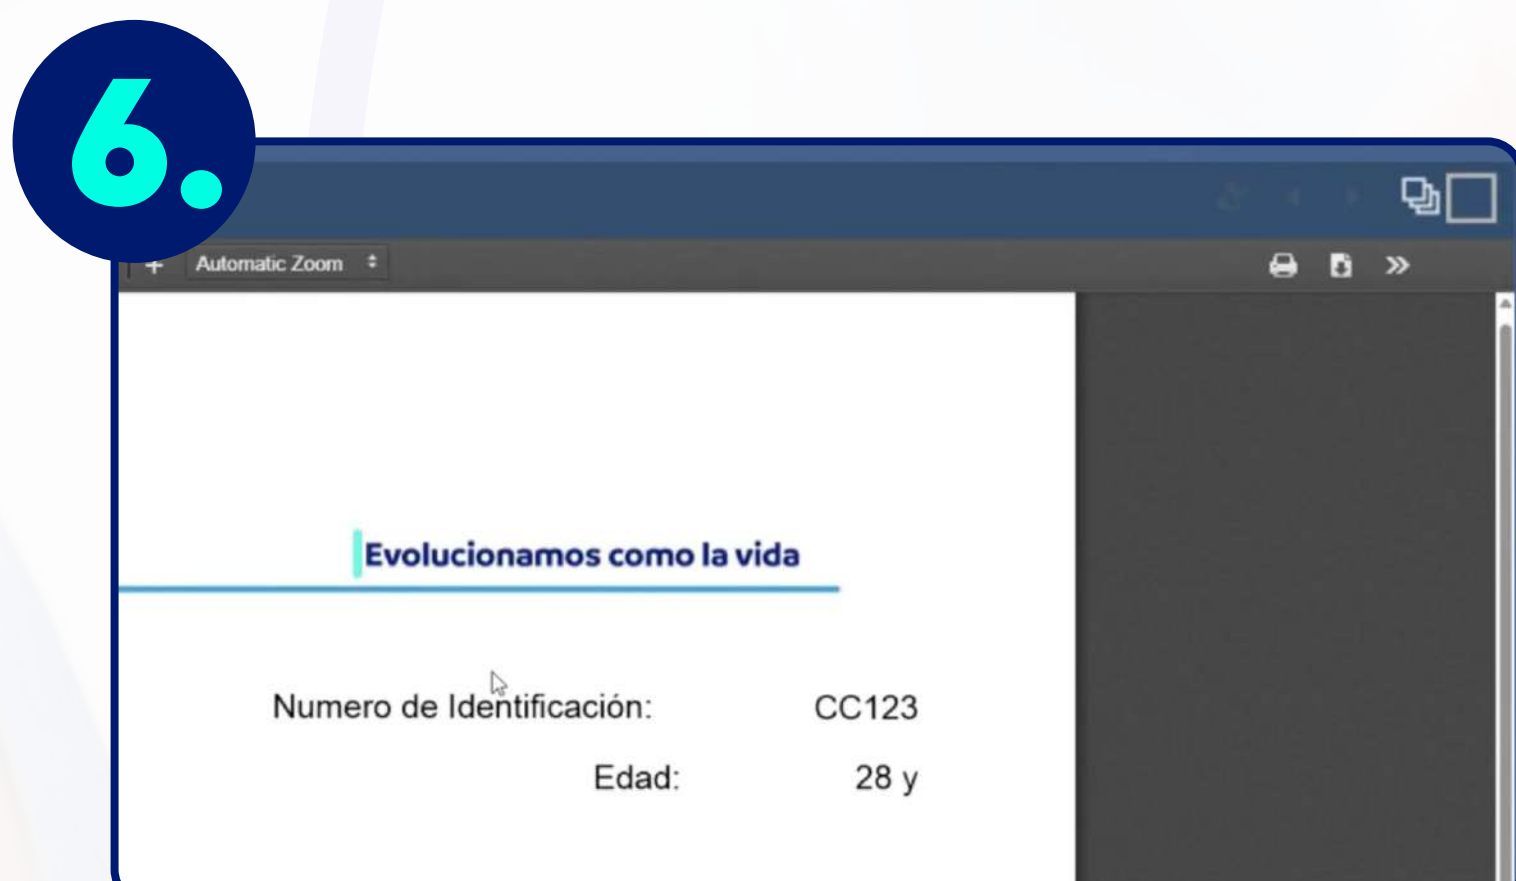 6.
Automatic Zoom
Evolucionamos como la vida
Numero de Identificación: CC123
Edad: 28 y